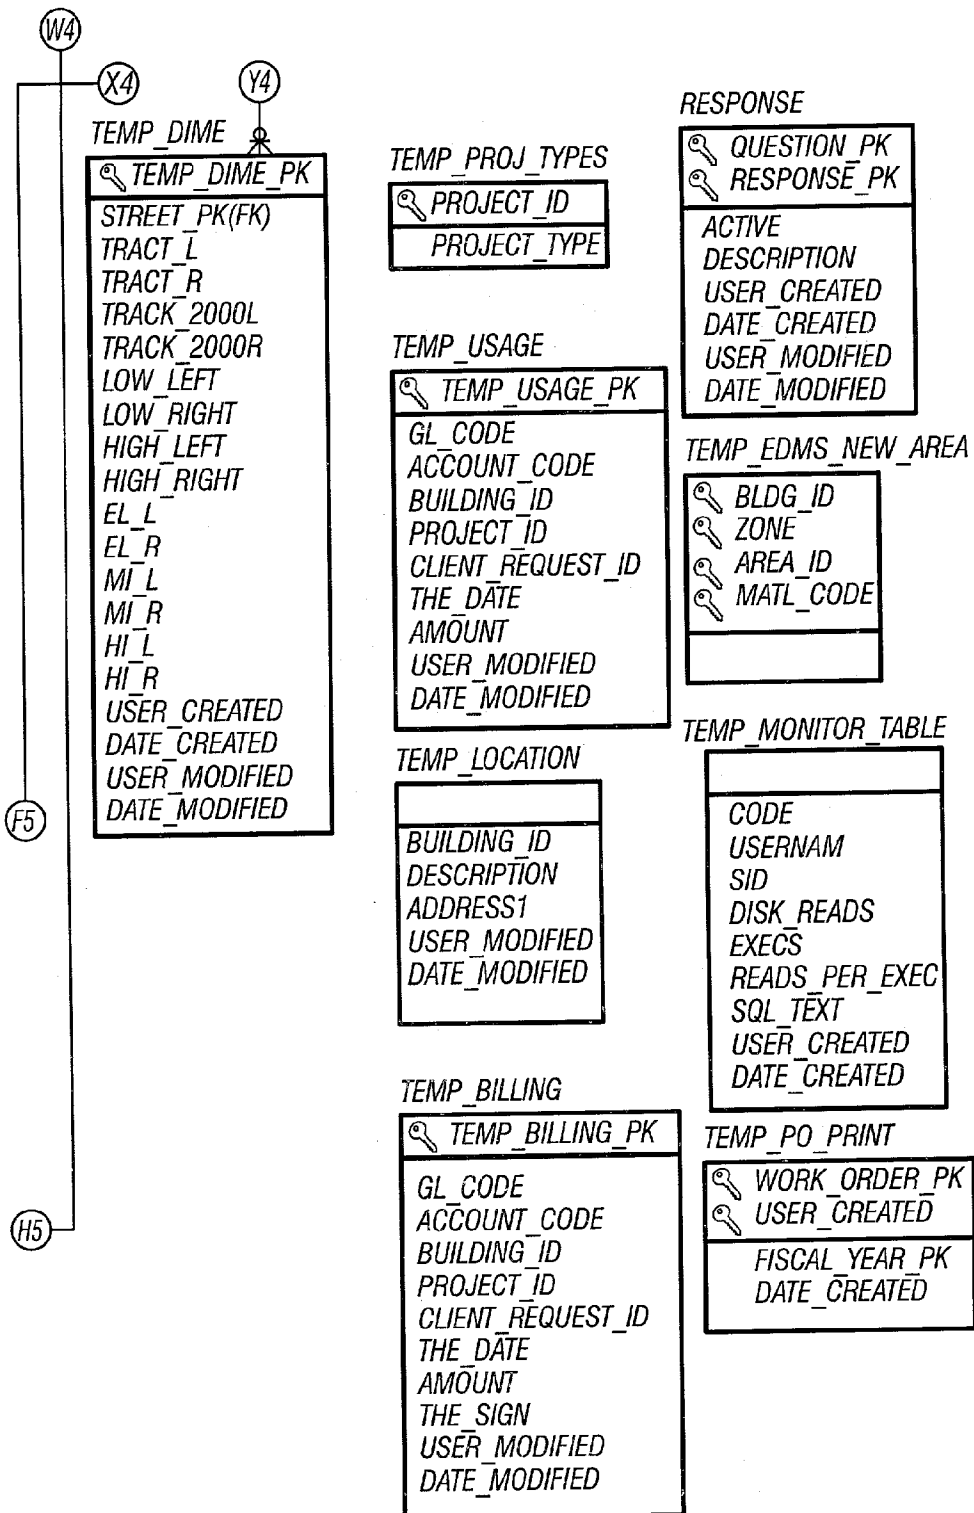 W4
X4
Y4
TEMP_DIME
TEMP_DIME_PK
STREET_PK(FK)
TRACT_L
TRACT_R
TRACK_2000L
TRACK_2000R
LOW_LEFT
LOW_RIGHT
HIGH_LEFT
HIGH_RIGHT
EL_L
EL_R
MI_L
MI_R
HI_L
HI_R
USER_CREATED
DATE_CREATED
USER_MODIFIED
DATE_MODIFIED
F5
H5
TEMP_PROJ_TYPES
PROJECT_ID
PROJECT_TYPE
TEMP_USAGE
TEMP_USAGE_PK
GL_CODE
ACCOUNT_CODE
BUILDING_ID
PROJECT_ID
CLIENT_REQUEST_ID
THE_DATE
AMOUNT
USER_MODIFIED
DATE_MODIFIED
TEMP_LOCATION
BUILDING_ID
DESCRIPTION
ADDRESS1
USER_MODIFIED
DATE_MODIFIED
TEMP_BILLING
TEMP_BILLING_PK
GL_CODE
ACCOUNT_CODE
BUILDING_ID
PROJECT_ID
CLIENT_REQUEST_ID
THE_DATE
AMOUNT
THE_SIGN
USER_MODIFIED
DATE_MODIFIED
RESPONSE
QUESTION_PK
RESPONSE_PK
ACTIVE
DESCRIPTION
USER_CREATED
DATE_CREATED
USER_MODIFIED
DATE_MODIFIED
TEMP_EDMS_NEW_AREA
BLDG_ID
ZONE
AREA_ID
MATL_CODE
TEMP_MONITOR_TABLE
CODE
USERNAM
SID
DISK_READS
EXECS
READS_PER_EXEC
SQL_TEXT
USER_CREATED
DATE_CREATED
TEMP_PO_PRINT
WORK_ORDER_PK
USER_CREATED
FISCAL_YEAR_PK
DATE_CREATED